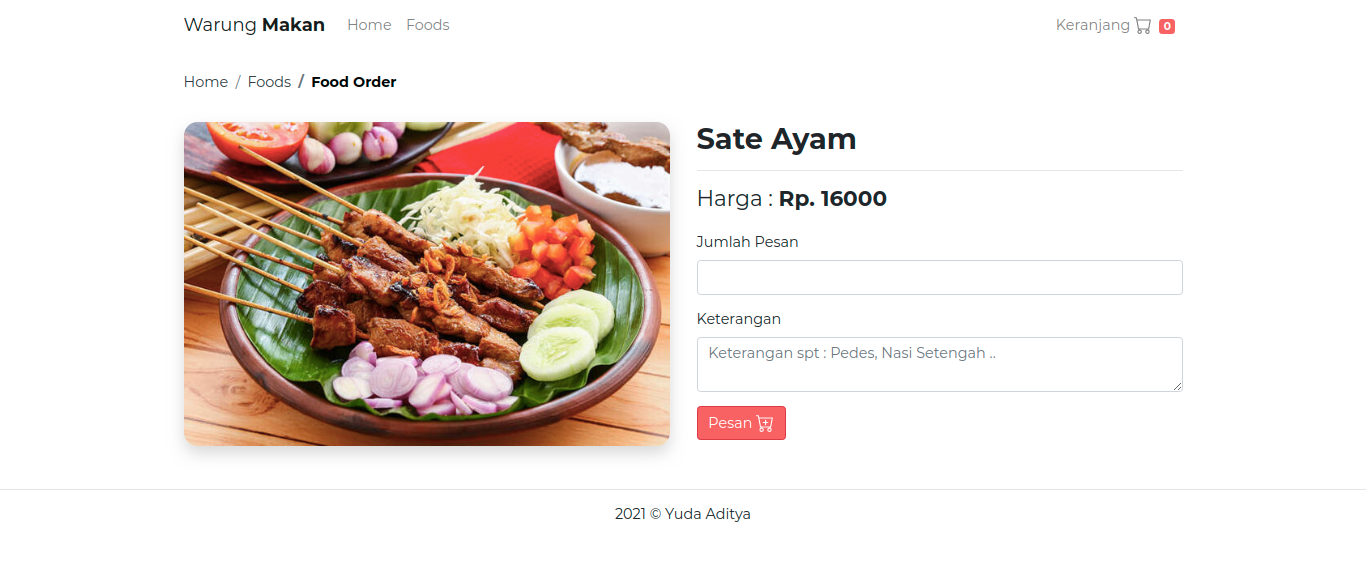 Warung Makan Home Foods Keranjang 0
Home / Foods / Food Order
Sate Ayam
Harga : Rp. 16000
Jumlah Pesan
Keterangan
Keterangan spt : Pedes, Nasi Setengah ..
Pesan
2021 © Yuda Aditya